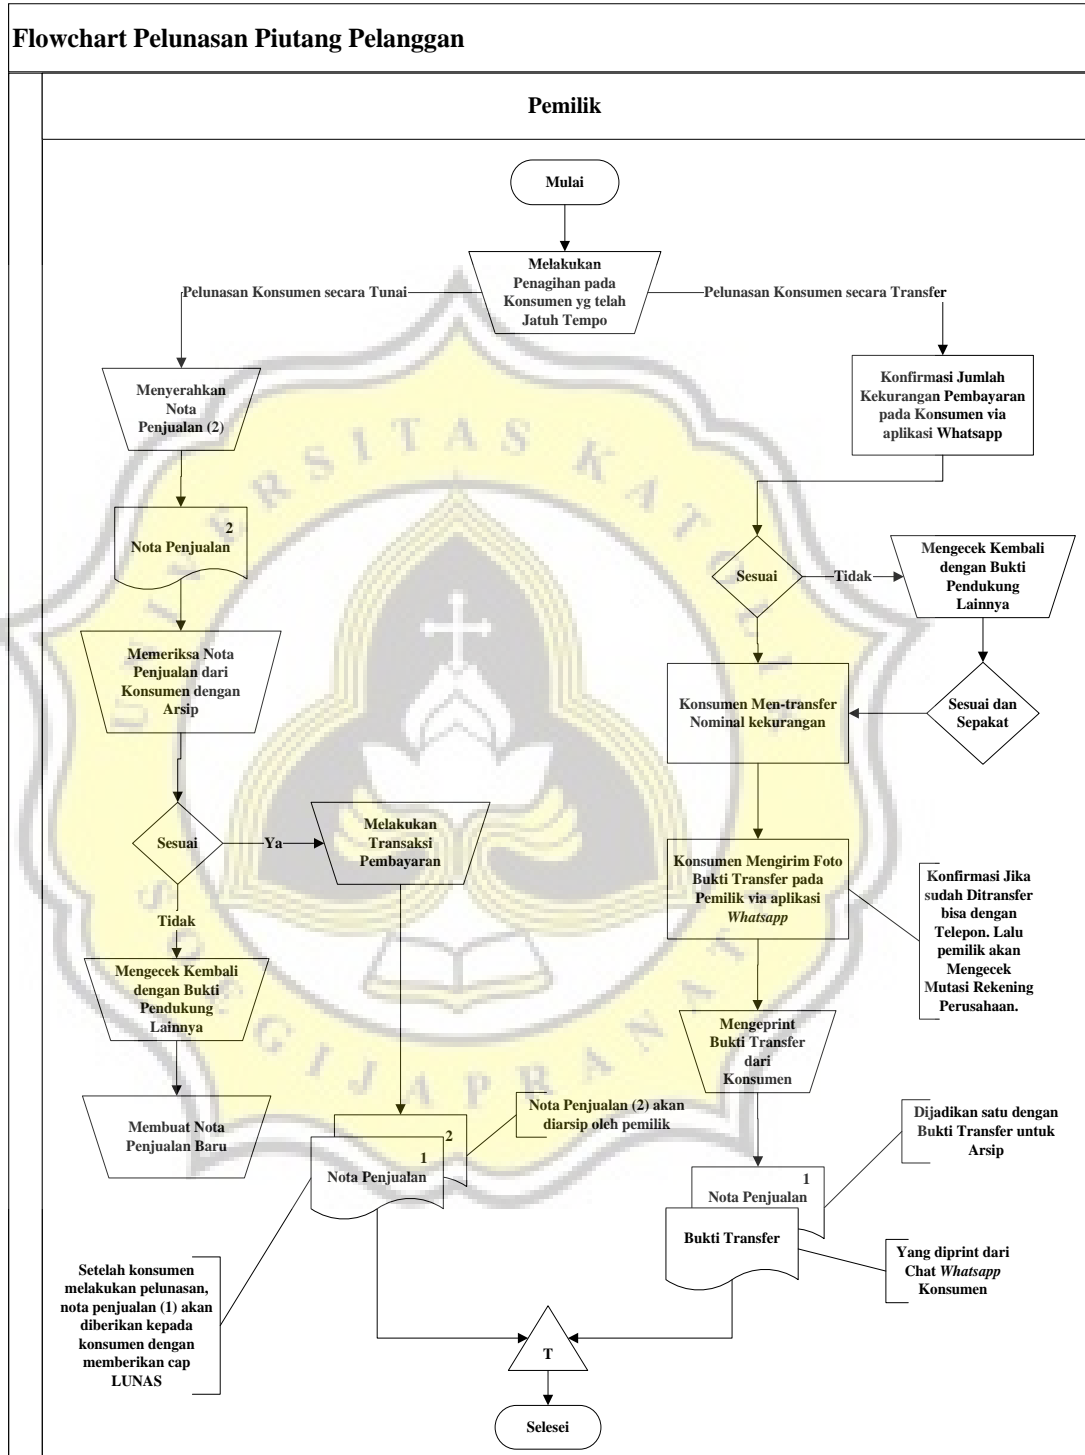 Flowchart Pelunasan Piutang Pelanggan
Pemilik
Mulai
Melakukan
Penagihan pada
Konsumen yg telah
Jatuh Tempo
Pelunasan Konsumen secara Tunai
Pelunasan Konsumen secara Transfer
Menyerahkan
Nota
Penjualan (2)
2
Nota Penjualan
Memeriksa Nota
Penjualan dari
Konsumen dengan
Arsip
Sesuai
Ya
Tidak
Melakukan
Transaksi
Pembayaran
Mengecek Kembali
dengan Bukti
Pendukung
Lainnya
Membuat Nota
Penjualan Baru
2
1
Nota Penjualan
Nota Penjualan (2) akan
diarsip oleh pemilik
Setelah konsumen
melakukan pelunasan,
nota penjualan (1) akan
diberikan kepada
konsumen dengan
memberikan cap
LUNAS
Konfirmasi Jumlah
Kekurangan Pembayaran
pada Konsumen via
aplikasi Whatsapp
Sesuai
Tidak
Mengecek Kembali
dengan Bukti
Pendukung
Lainnya
Sesuai dan
Sepakat
Konsumen Men-transfer
Nominal kekurangan
Konsumen Mengirim Foto
Bukti Transfer pada
Pemilik via aplikasi
Whatsapp
Konfirmasi Jika
sudah Ditransfer
bisa dengan
Telepon. Lalu
pemilik akan
Mengecek
Mutasi Rekening
Perusahaan.
Mengeprint
Bukti Transfer
dari
Konsumen
1
Nota Penjualan
Bukti Transfer
Dijadikan satu dengan
Bukti Transfer untuk
Arsip
Yang diprint dari
Chat Whatsapp
Konsumen
T
Selesei
UNIVERSITAS KATOLIK
SOEGIJAPRANATA